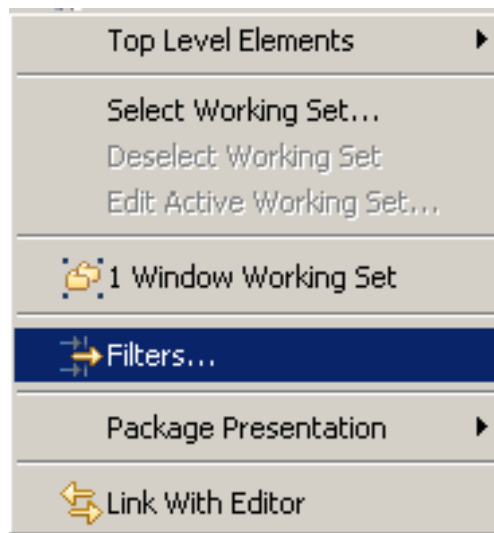 Top Level Elements
Select Working Set...
Deselect Working Set
Edit Active Working Set...
1 Window Working Set
Filters...
Package Presentation
Link With Editor